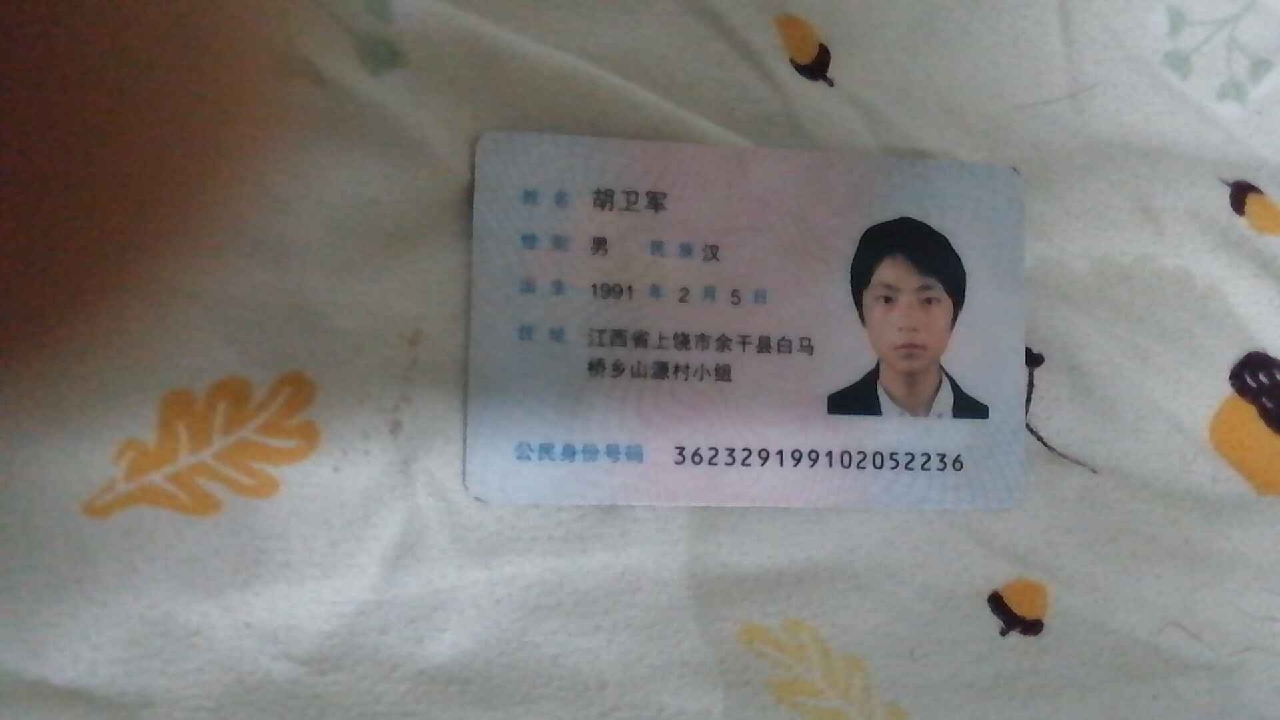 姓名 胡卫军
性别 男 民族 汉
出生 1991 年 2 月 5 日
住址 江西省上饶市余干县白马
桥乡山源村小组
公民身份号码 362329199102052236